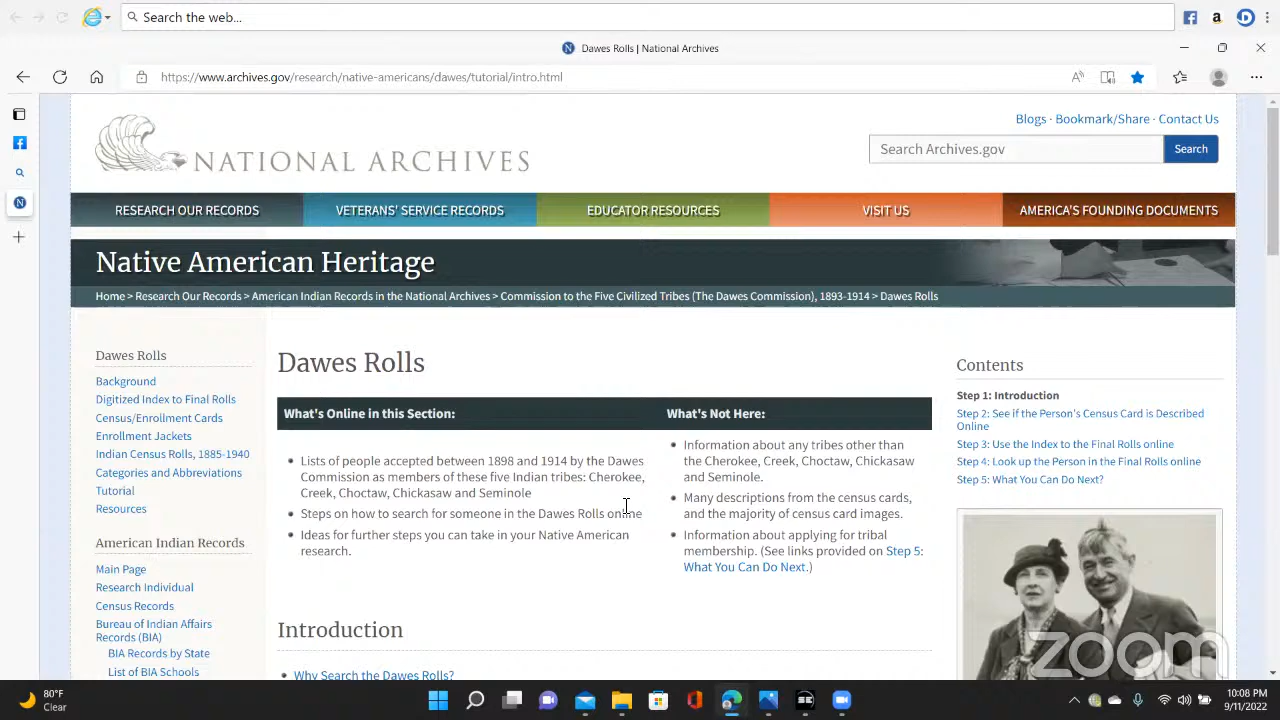 Search the web...
Dawes Rolls | National Archives
https://www.archives.gov/research/native-americans/dawes/tutorial/intro.html
Blogs · Bookmark/Share · Contact Us
NATIONAL ARCHIVES
Search Archives.gov
Search
RESEARCH OUR RECORDS
VETERANS' SERVICE RECORDS
EDUCATOR RESOURCES
VISIT US
AMERICA'S FOUNDING DOCUMENTS
Native American Heritage
Home > Research Our Records > American Indian Records in the National Archives > Commission to the Five Civilized Tribes (The Dawes Commission), 1893-1914 > Dawes Rolls
Dawes Rolls
Background
Digitized Index to Final Rolls
Census/Enrollment Cards
Enrollment Jackets
Indian Census Rolls, 1885-1940
Categories and Abbreviations
Tutorial
Resources
American Indian Records
Main Page
Research Individual
Census Records
Bureau of Indian Affairs
Records (BIA)
BIA Records by State
List of BIA Schools
Dawes Rolls
What's Online in this Section:
Lists of people accepted between 1898 and 1914 by the Dawes
Commission as members of these five Indian tribes: Cherokee,
Creek, Choctaw, Chickasaw and Seminole
Steps on how to search for someone in the Dawes Rolls online
Ideas for further steps you can take in your Native American
research.
What's Not Here:
Information about any tribes other than
the Cherokee, Creek, Choctaw, Chickasaw
and Seminole.
Many descriptions from the census cards,
and the majority of census card images.
Information about applying for tribal
membership. (See links provided on Step 5:
What You Can Do Next.)
Introduction
Why Search the Dawes Rolls?
Contents
Step 1: Introduction
Step 2: See if the Person's Census Card is Described
Online
Step 3: Use the Index to the Final Rolls online
Step 4: Look up the Person in the Final Rolls online
Step 5: What You Can Do Next?
zoom
80°F
Clear
10:08 PM
9/11/2022